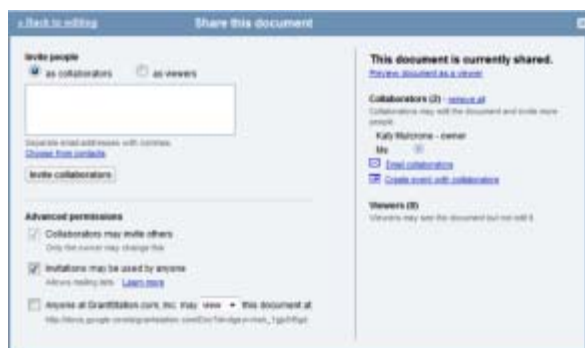 « Back to editing
Share this document
Invite people
as collaborators as viewers
Separate email addresses with commas.
Choose from contacts
Invite collaborators
Advanced permissions
Collaborators may invite others
Only the owner may change this
Invitations may be used by anyone
Allows mailing lists Learn more
Anyone at GrantStation.com, Inc. may view this document at
This document is currently shared.
Preview document as a viewer
Collaborators (2) - remove all
Collaborators may edit the document and invite more
people.
Katy Mulcrone - owner
Me
Email collaborators
Create event with collaborators
Viewers (0)
Viewers may see the document but not edit it.